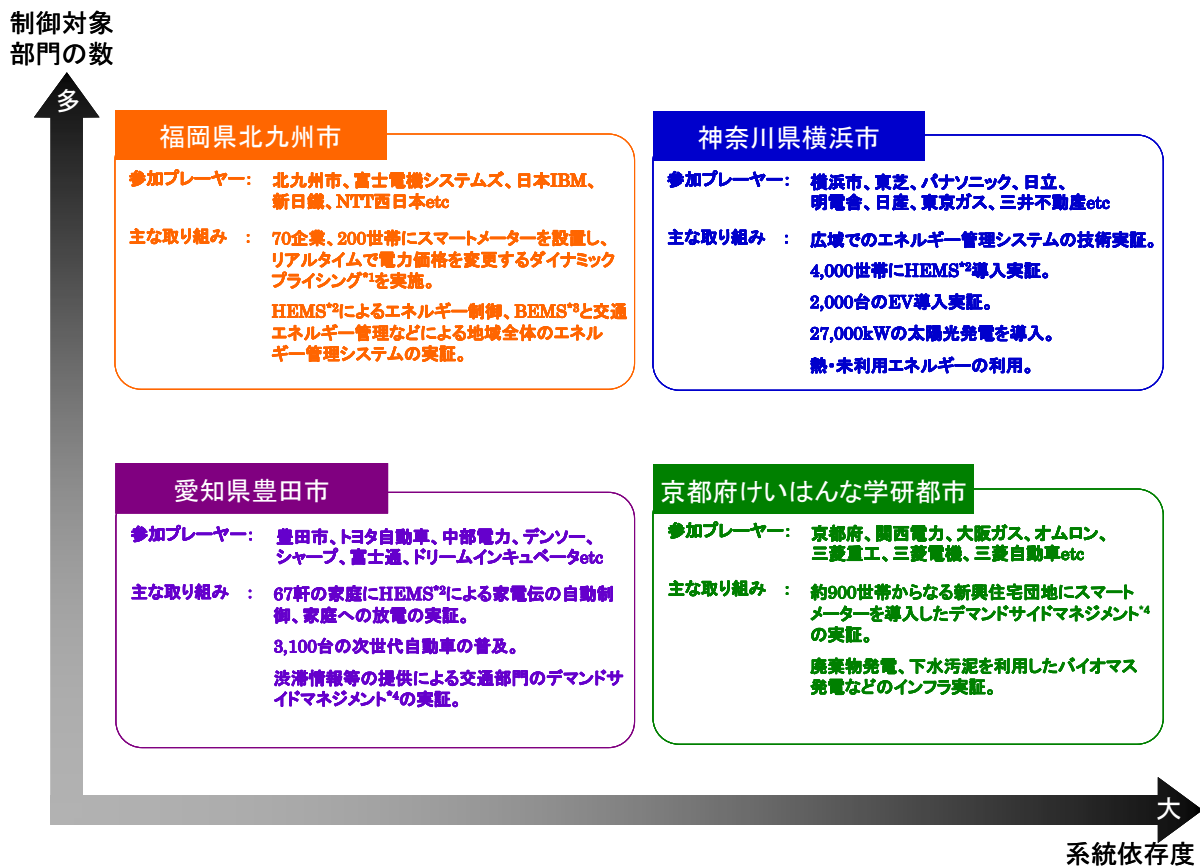 制御対象
部門の数
多
福岡県北九州市
参加プレーヤー： 北九州市、富士電機システムズ、日本IBM、
新日鐵、NTT西日本etc
主な取り組み ： 70企業、200世帯にスマートメーターを設置し、
リアルタイムで電力価格を変更するダイナミック
プライシング*1を実施。
HEMS*2によるエネルギー制御、BEMS*3と交通
エネルギー管理などによる地域全体のエネル
ギー管理システムの実証。
神奈川県横浜市
参加プレーヤー： 横浜市、東芝、パナソニック、日立、
明電舎、日産、東京ガス、三井不動産etc
主な取り組み ： 広域でのエネルギー管理システムの技術実証。
4,000世帯にHEMS*2導入実証。
2,000台のEV導入実証。
27,000kWの太陽光発電を導入。
熱・未利用エネルギーの利用。
愛知県豊田市
参加プレーヤー： 豊田市、トヨタ自動車、中部電力、デンソー、
シャープ、富士通、ドリームインキュベータetc
主な取り組み ： 67軒の家庭にHEMS*2による家電伝の自動制
御、家庭への放電の実証。
3,100台の次世代自動車の普及。
渋滞情報等の提供による交通部門のデマンドサ
イドマネジメント*4の実証。
京都府けいはんな学研都市
参加プレーヤー： 京都府、関西電力、大阪ガス、オムロン、
三菱重工、三菱電機、三菱自動車etc
主な取り組み ： 約900世帯からなる新興住宅団地にスマート
メーターを導入したデマンドサイドマネジメント*4
の実証。
廃棄物発電、下水汚泥を利用したバイオマス
発電などのインフラ実証。
大
系統依存度